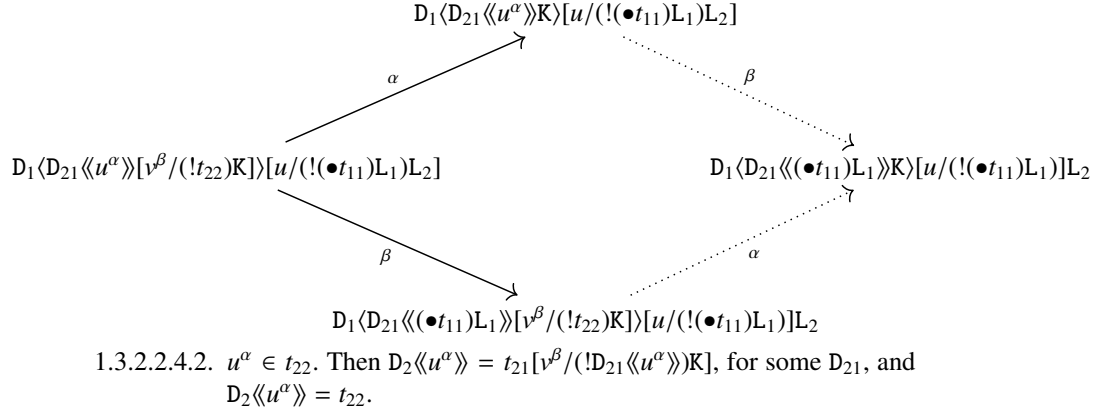 D₁⟨D₂₁⟪u^α⟫K⟩[u/(!(•t₁₁)L₁)L₂]
α
β
D₁⟨D₂₁⟪u^α⟫[v^β/(!t₂₂)K]⟩[u/(!(•t₁₁)L₁)L₂]
D₁⟨D₂₁⟪(•t₁₁)L₁⟫K⟩[u/(!(•t₁₁)L₁)]L₂
β
α
D₁⟨D₂₁⟪(•t₁₁)L₁⟫[v^β/(!t₂₂)K]⟩[u/(!(•t₁₁)L₁)]L₂
1.3.2.2.4.2. u^α ∈ t₂₂. Then D₂⟪u^α⟫ = t₂₁[v^β/(!D₂₁⟪u^α⟫)K], for some D₂₁, and
D₂⟪u^α⟫ = t₂₂.